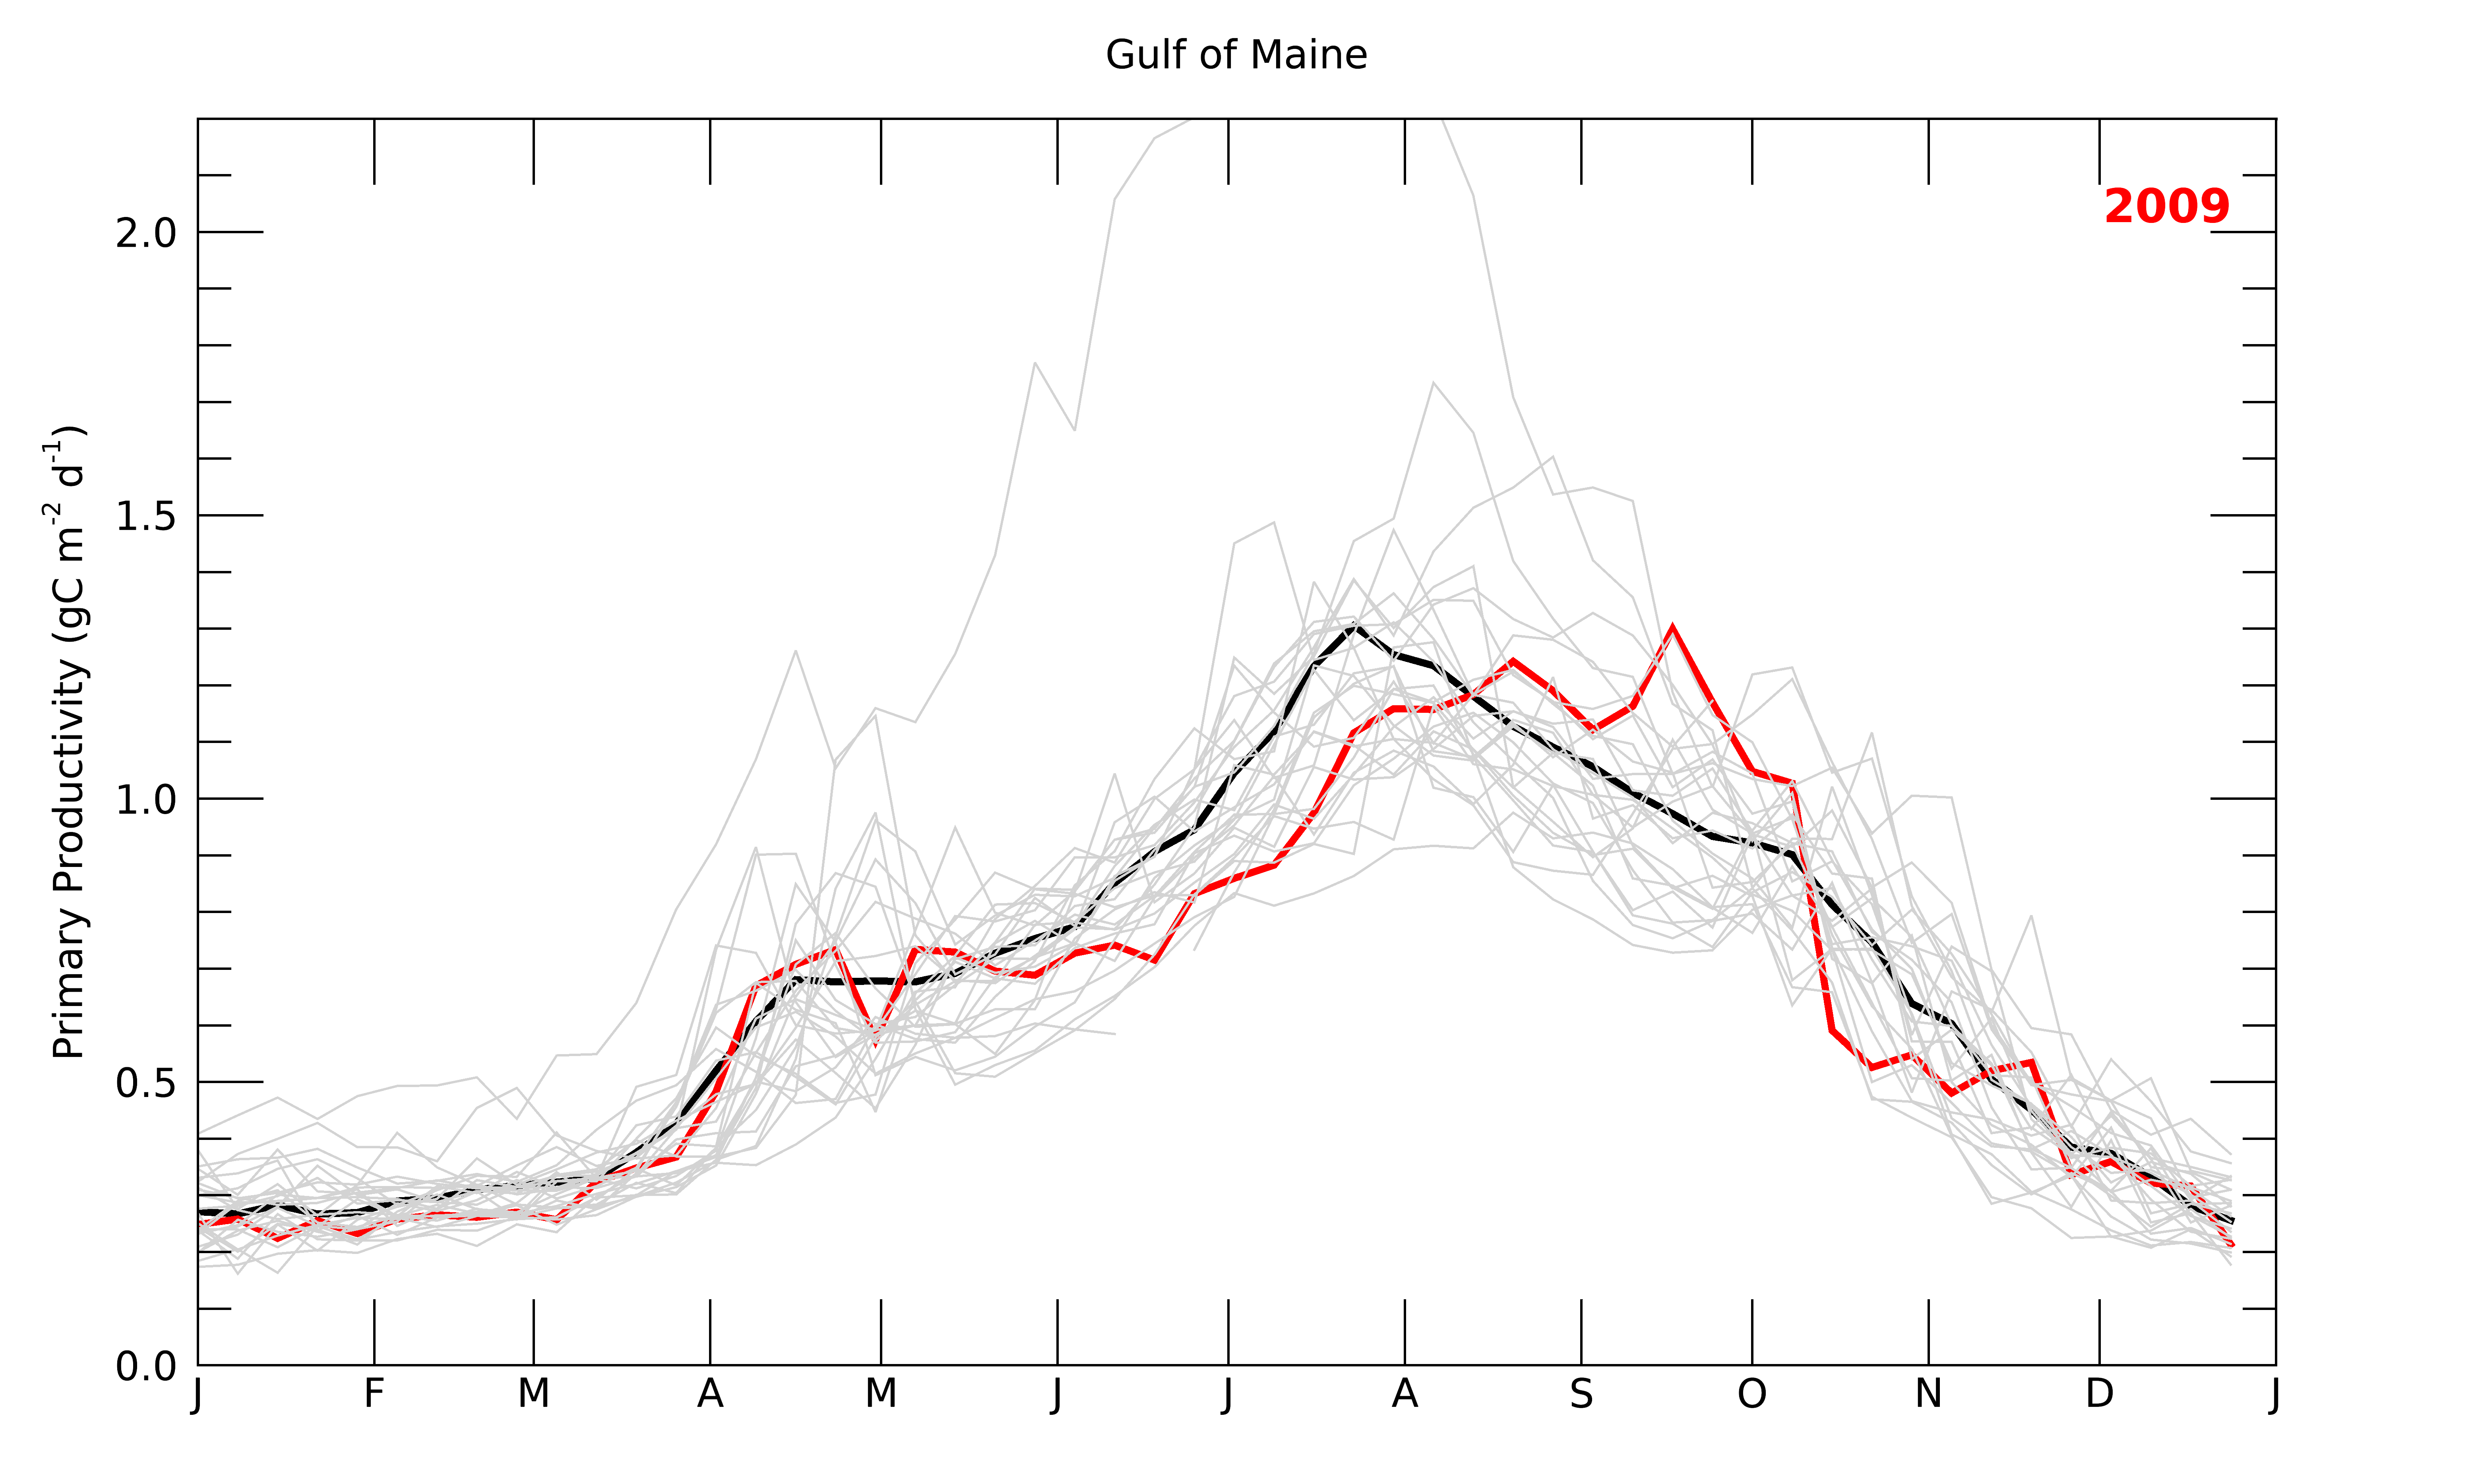 Gulf of Maine
2009
Primary Productivity (gC m⁻² d⁻¹)
2.0
1.5
1.0
0.5
0.0
J F M A M J J A S O N D J